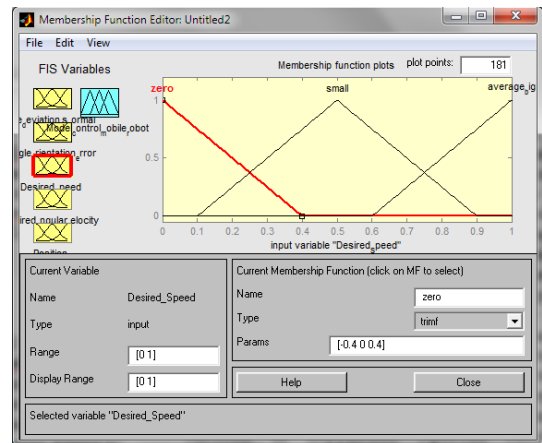 Membership Function Editor: Untitled2
File Edit View
FIS Variables
Membership function plots plot points: 181
zero small average_big
1
0.5
0
0 0.1 0.2 0.3 0.4 0.5 0.6 0.7 0.8 0.9 1
input variable "Desired_Speed"
Position
Current Variable
Name Desired_Speed
Type input
Range [0 1]
Display Range [0 1]
Current Membership Function (click on MF to select)
Name zero
Type trimf
Params [-0.4 0 0.4]
Help Close
Selected variable "Desired_Speed"